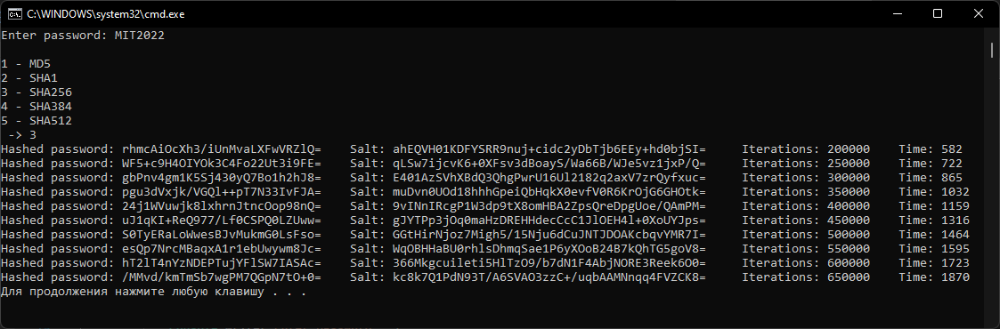 C:\WINDOWS\system32\cmd.exe
Enter password: MIT2022
1 - MD5
2 - SHA1
3 - SHA256
4 - SHA384
5 - SHA512
-> 3
Hashed password: rhmcAiOcXh3/iUnMvaLXFwVRZlQ= Salt: ahEQVH01KDFYSRR9nuj+cidc2yDbTjb6EEy+hd0bjSI= Iterations: 200000 Time: 582
Hashed password: WF5+c9H4OIYOk3C4Fo22Ut3i9FE= Salt: qLSw7ijcvK6+0XFsv3dBoayS/Wa66B/WJe5vz1jxP/Q= Iterations: 250000 Time: 722
Hashed password: gbPnv4gm1K5Sj430yQ7Bo1h2hJ8= Salt: E401AzSVhXBdQ3QhgPwrU16Ul2182q2axV7zrQyfxuc= Iterations: 300000 Time: 865
Hashed password: pgu3dVxjk/VGQl++pT7N33IvFJA= Salt: muDvn0UOd18hhhGpeiQbHqkX0evfV0R6KrOjG6GHOtk= Iterations: 350000 Time: 1032
Hashed password: 24j1WVuwjk8lxhrnJtncOop98nQ= Salt: 9vINnIRcgP1W3dp9tX8omHBA2ZpsQreDpgUoe/QAmPM= Iterations: 400000 Time: 1159
Hashed password: uJ1qKI+ReQ977/Lf0CSPQ0LZUww= Salt: gJYTPp3jOq0maHzDREHHdecCcC1JlOEH4l+0XoUYJps= Iterations: 450000 Time: 1316
Hashed password: S0TyERaLoWwesBJvMukmG0LsFso= Salt: GGtHirNjoz7Migh5/15Nju6dCuJNTJDOAKcbqvYMR7I= Iterations: 500000 Time: 1464
Hashed password: esQp7NrcMBaqxA1r1ebUwywm8Jc= Salt: WqOBHHaBU0rhlsDhmqSae1P6yXOoB24B7kQhTG5goV8= Iterations: 550000 Time: 1595
Hashed password: hT2lT4nYzNDEPTujYFlSW7IASAc= Salt: 366Mkgcuileti5HlTzO9/b7dN1F4AbjNORE3Reek6O0= Iterations: 600000 Time: 1723
Hashed password: /MMvd/kmTmSb7wgPM7QGpN7tO+0= Salt: kc8k7Q1PdN93T/A6SVAO3zzC+/uqbAAMNnqq4FVZCK8= Iterations: 650000 Time: 1870
Для продолжения нажмите любую клавишу . . .